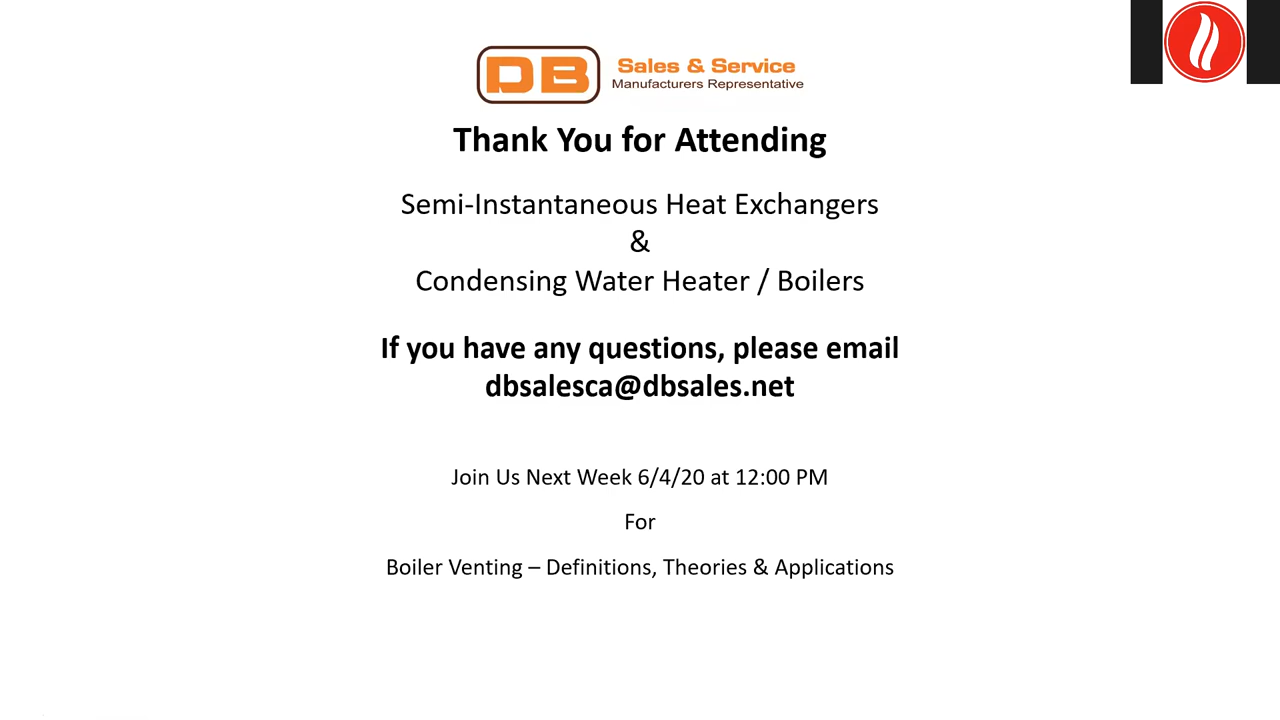 DB Sales & Service
Manufacturers Representative
Thank You for Attending
Semi-Instantaneous Heat Exchangers
&
Condensing Water Heater / Boilers
If you have any questions, please email
dbsalesca@dbsales.net
Join Us Next Week 6/4/20 at 12:00 PM
For
Boiler Venting – Definitions, Theories & Applications